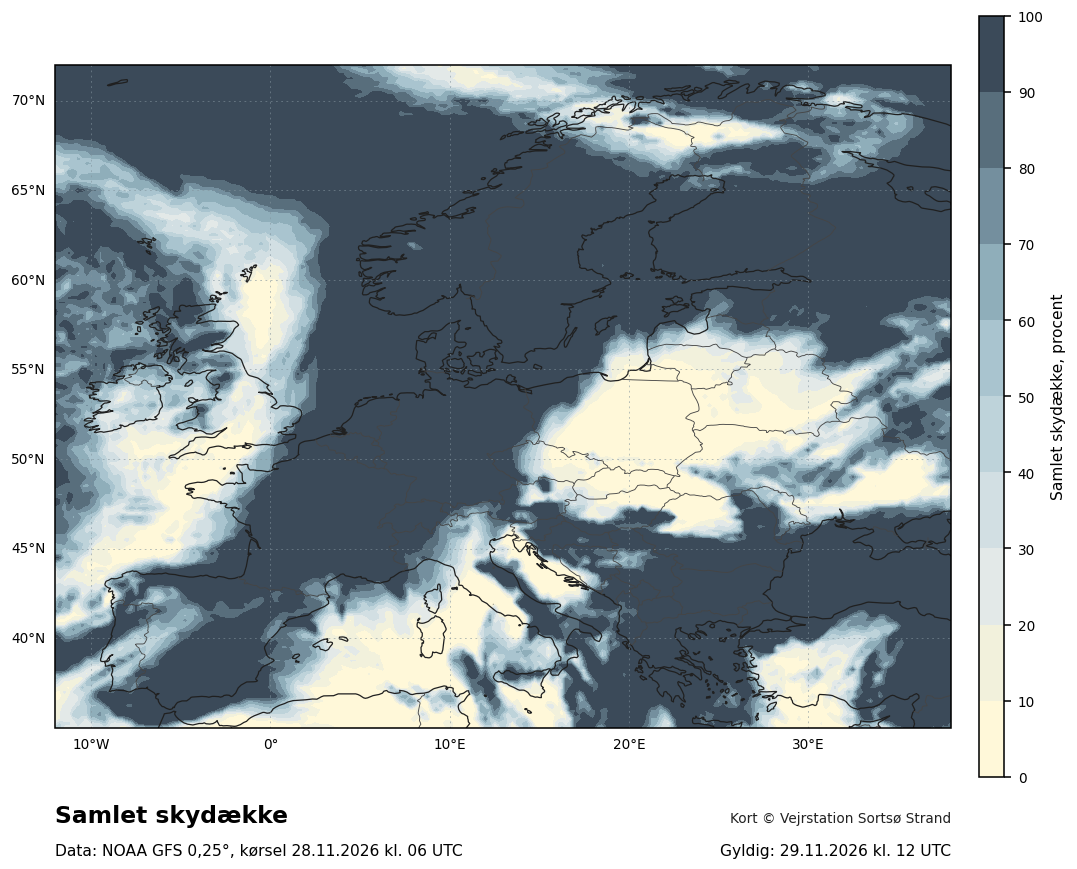 100
90
80
70
60
50
40
30
20
10
0
Samlet skydække, procent
70°N
65°N
60°N
55°N
50°N
45°N
40°N
10°W
0°
10°E
20°E
30°E
Samlet skydække
Kort © Vejrstation Sortsø Strand
Data: NOAA GFS 0,25°, kørsel 28.11.2026 kl. 06 UTC
Gyldig: 29.11.2026 kl. 12 UTC